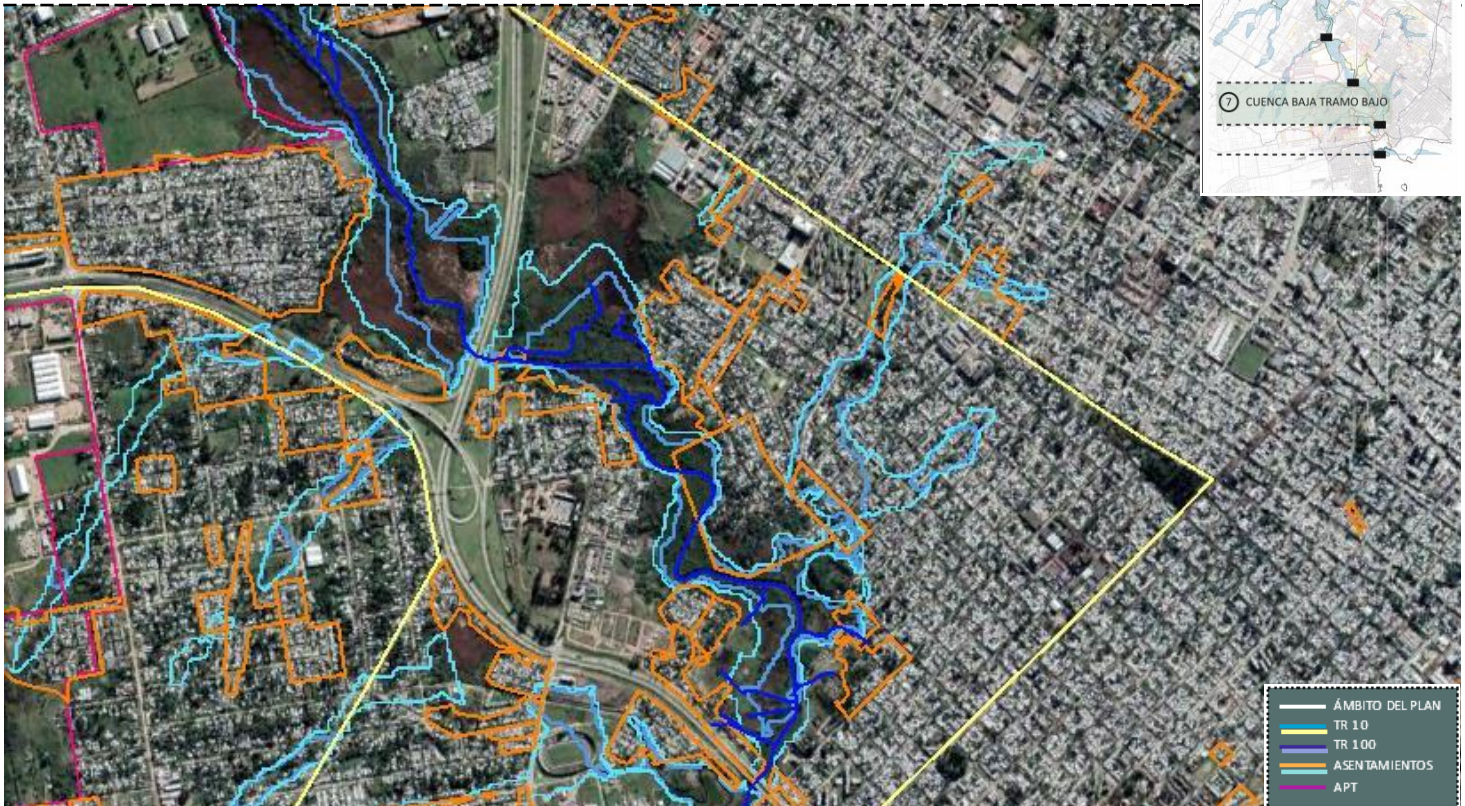 7 CUENCA BAJA TRAMO BAJO
ÁMBITO DEL PLAN
TR 10
TR 100
ASENTAMIENTOS
APT